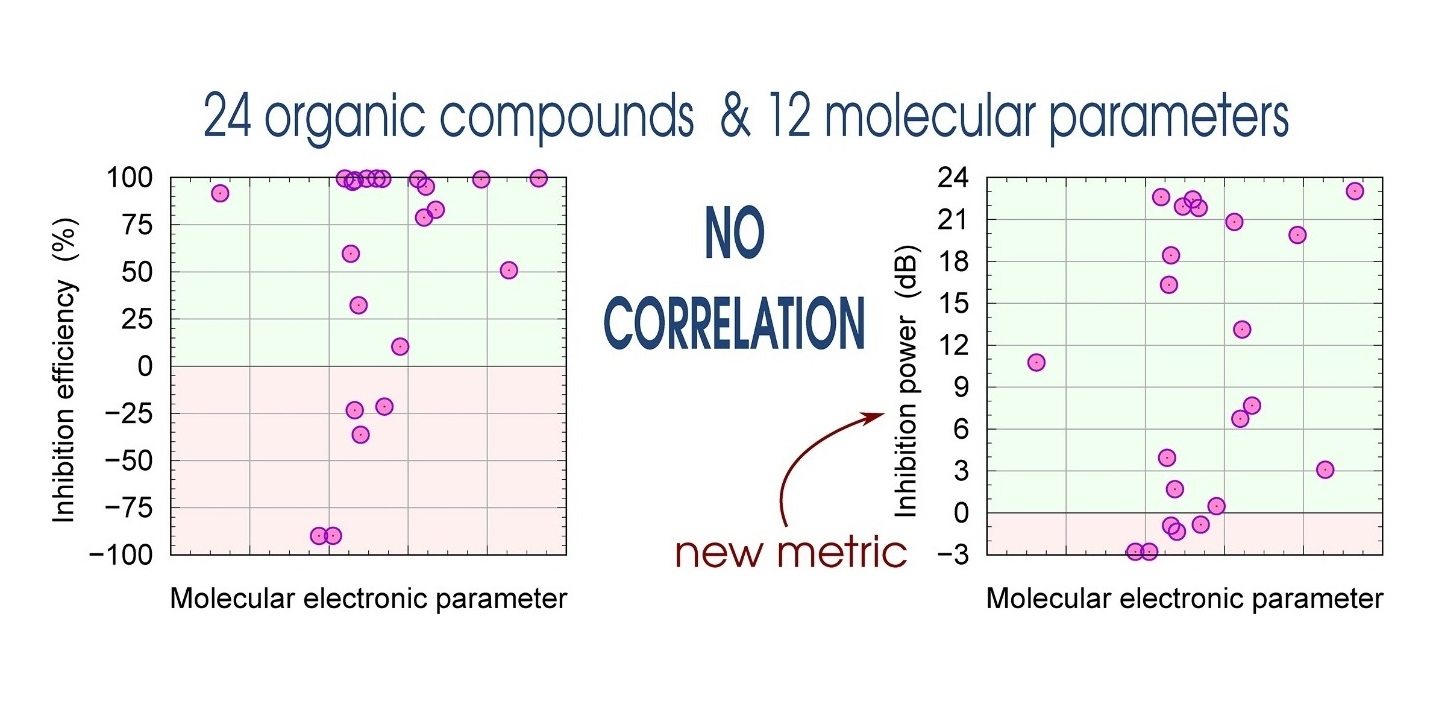 24 organic compounds & 12 molecular parameters
100
75
50
25
0
−25
−50
−75
−100
Inhibition efficiency (%)
Molecular electronic parameter
NO
CORRELATION
new metric
24
21
18
15
12
9
6
3
0
−3
Inhibition power (dB)
Molecular electronic parameter